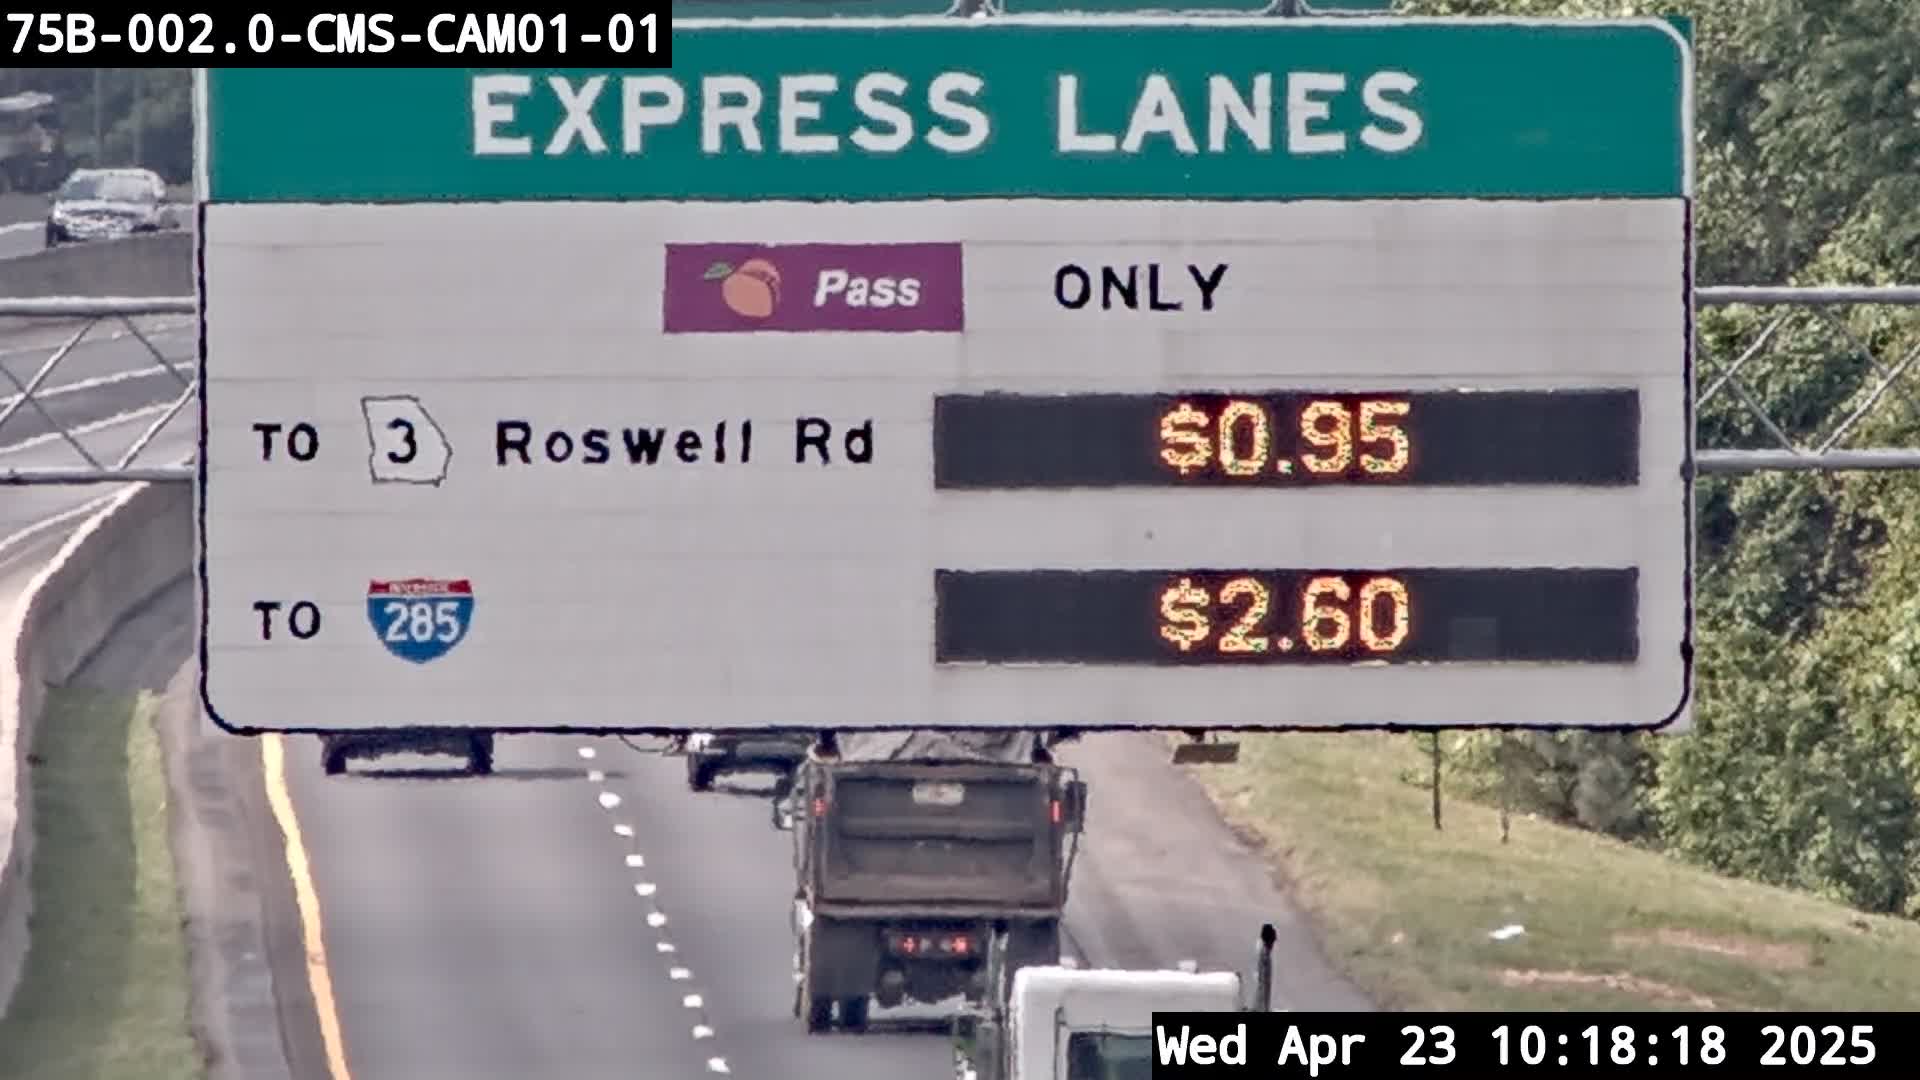 75B-002.0-CMS-CAM01-01
EXPRESS LANES
Pass ONLY
TO 3 Roswell Rd $0.95
TO INTERSTATE 285 $2.60
Wed Apr 23 10:18:18 2025